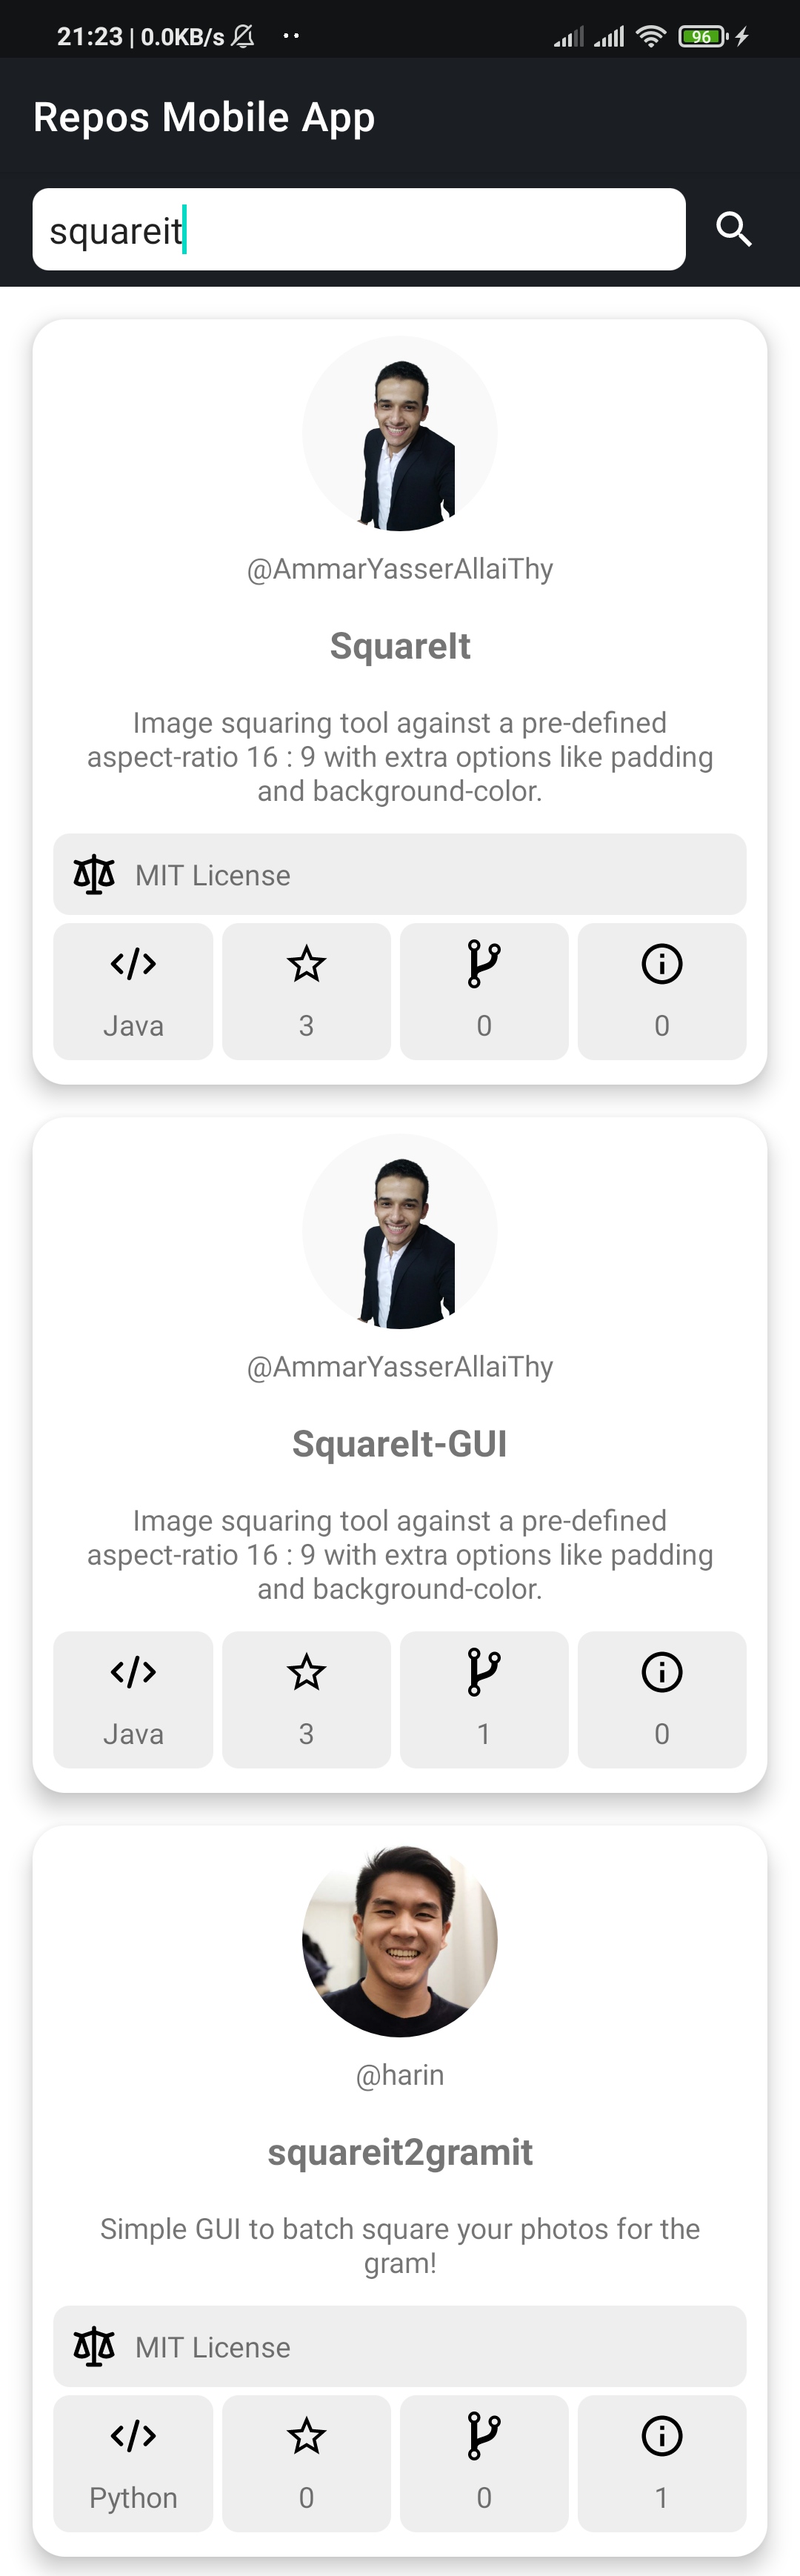 21:23 | 0.0KB/s
96
Repos Mobile App
squareit
@AmmarYasserAllaiThy
SquareIt
Image squaring tool against a pre-defined
aspect-ratio 16 : 9 with extra options like padding
and background-color.
MIT License
Java 3 0 0
@AmmarYasserAllaiThy
SquareIt-GUI
Image squaring tool against a pre-defined
aspect-ratio 16 : 9 with extra options like padding
and background-color.
Java 3 1 0
@harin
squareit2gramit
Simple GUI to batch square your photos for the
gram!
MIT License
Python 0 0 1